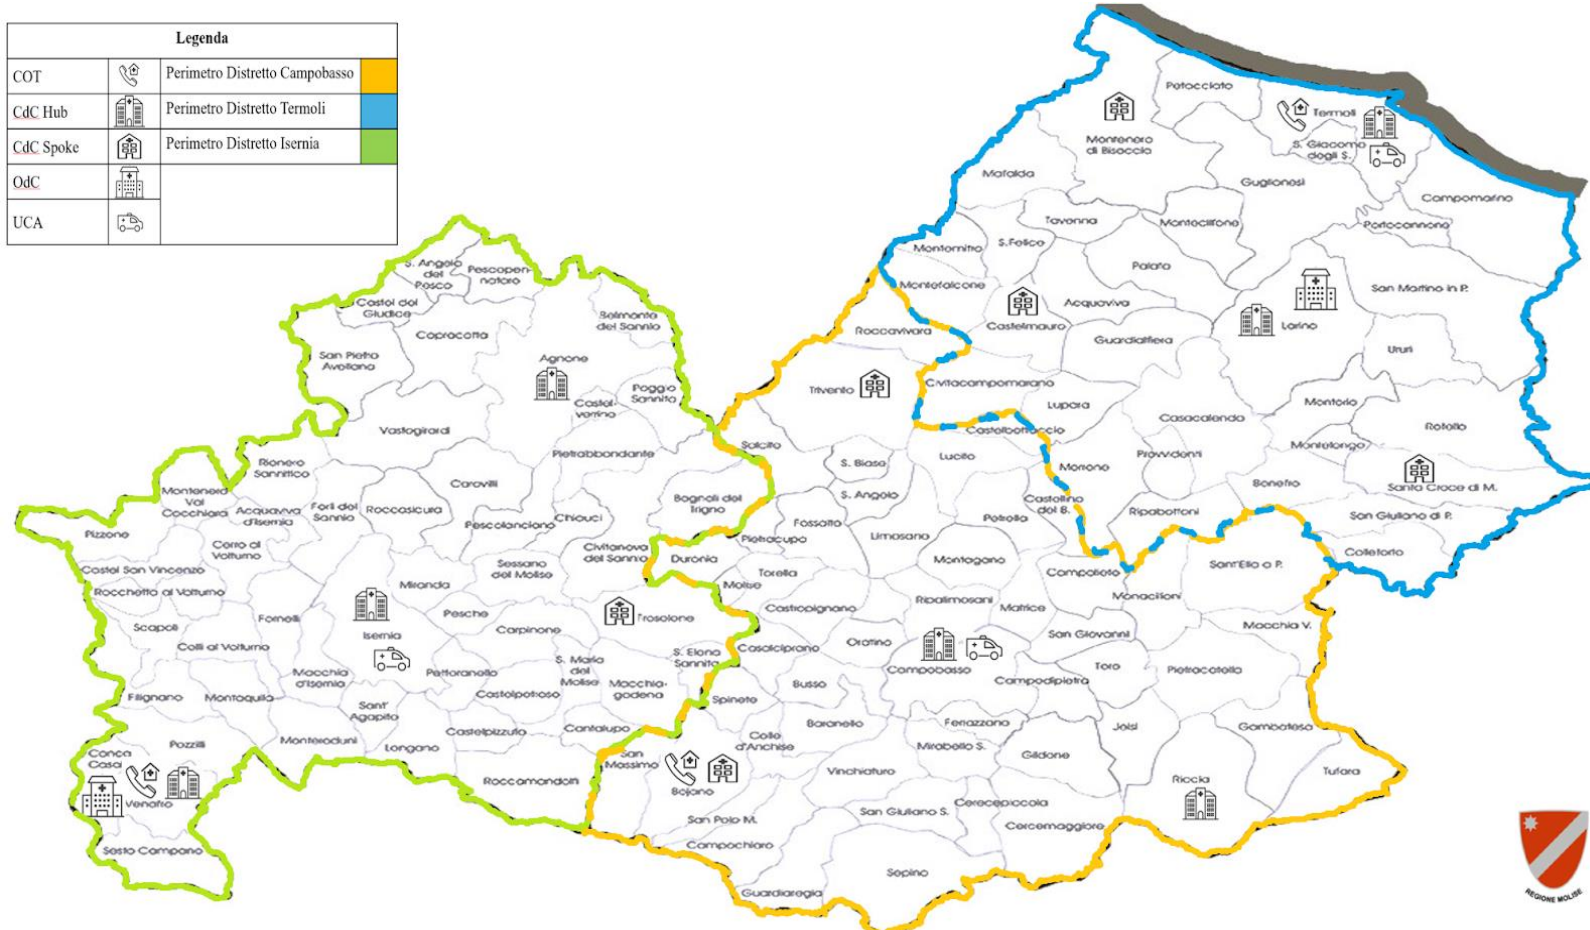 Legenda
COT
Perimetro Distretto Campobasso
CdC Hub
Perimetro Distretto Termoli
CdC Spoke
Perimetro Distretto Isernia
OdC
UCA
Petacciato
Termoli
Montenero
di Bisaccia
S. Giacomo
degli S.
Mafalda
Guglionesi
Campomarino
Tavenna
Montecilfone
Portocannone
Montemitro
S.Felice
Palata
Montefalcone
Acquaviva
San Martino in P.
Castelmauro
Larino
Roccavivara
Guardialfiera
Ururi
S. Angelo
del
Pesco
Pescopen-
nataro
Castel del
Giudice
Belmonte
del Sannio
Capracotta
San Pietro
Avellana
Agnone
Poggio
Sannita
Castel-
verrino
Trivento
Civitacampomarano
Lupara
Casacalenda
Montorio
Rotello
Vastogirardi
Castelbottaccio
Salcito
Pietrabbondante
Lucito
Morrone
Provvidenti
Montelongo
Rionero
Sannitico
S. Biase
Bonefro
Santa Croce di M.
Carovilli
Montenero
Val
Cocchiara
Acquaviva
d'Isernia
Forlì del
Sannio
Roccasicura
Bagnoli del
Trigno
S. Angelo
Castellino
del B.
Ripabottoni
San Giuliano di P.
Pescolanciano
Chiauci
Fossalto
Petrella
Pizzone
Limosano
Pietracupa
Colletorto
Cerro al
Volturno
Civitanova
del Sannio
Duronia
Montagano
Sant'Elia a P.
Castel San Vincenzo
Sessano
del Molise
Torella
Campolieto
Molise
Rocchetta al Volturno
Miranda
Monacilioni
Ripalimosani
Matrice
Castropignano
Pesche
Frosolone
Fornelli
Scapoli
Macchia V.
Carpinone
Isernia
San Giovanni
Oratino
Casalciprano
Colli al Volturno
S. Elena
Sannita
Toro
Pietracatella
Campobasso
S. Maria
del
Molise
Macchia
d'Isernia
Pettoranello
Campodipietra
Busso
Macchia-
godena
Castelpetroso
Filignano
Montaquila
Spinete
Sant'
Agapito
Baranello
Ferrazzano
Jelsi
Gambatesa
Castelpizzuto
Cantalupo
Colle
d'Anchise
Pozzilli
Monteroduni
Longano
Mirabello S.
Gildone
Conca
Casal
San
Massimo
Roccamandolfi
Vinchiaturo
Tufara
Riccia
Bojano
Venafro
Cercepiccola
San Giuliano S.
San Polo M.
Cercemaggiore
Campochiaro
Sesto Campano
Sepino
Guardiaregia
REGIONE MOLISE